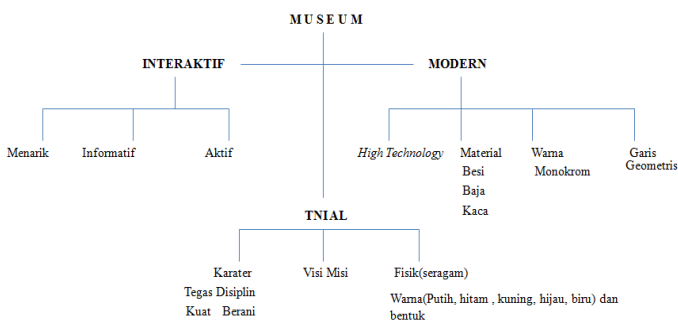 MUSEUM
INTERAKTIF
MODERN
Menarik
Informatif
Aktif
High Technology
Material
Besi
Baja
Kaca
Warna
Monokrom
Garis
Geometris
TNIAL
Karater
Tegas Disiplin
Kuat Berani
Visi Misi
Fisik(seragam)
Warna(Putih, hitam , kuning, hijau, biru) dan
bentuk